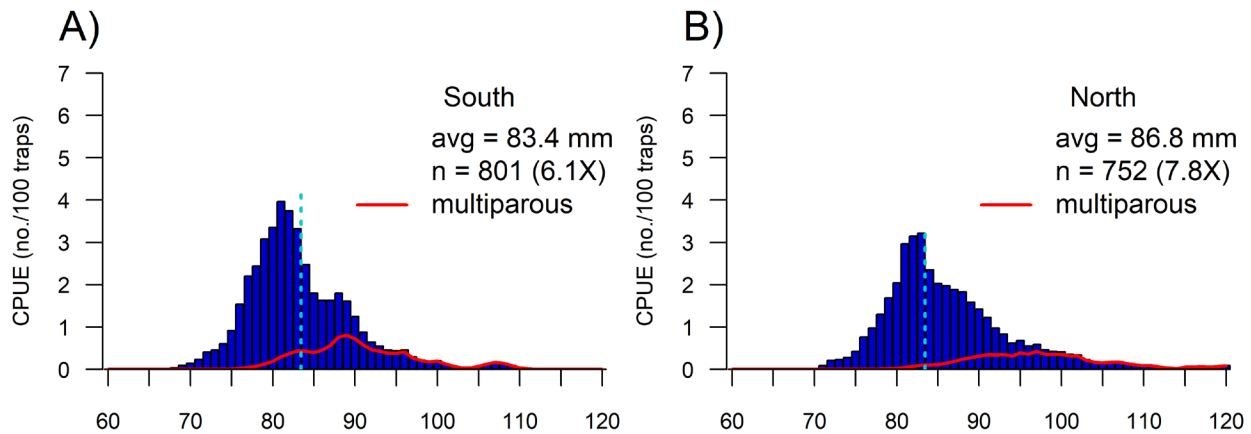 A)
7
6
5
4
3
2
1
0
CPUE (no./100 traps)
South
avg = 83.4 mm
n = 801 (6.1X)
multiparous
60 70 80 90 100 110 120
B)
7
6
5
4
3
2
1
0
CPUE (no./100 traps)
North
avg = 86.8 mm
n = 752 (7.8X)
multiparous
60 70 80 90 100 110 120